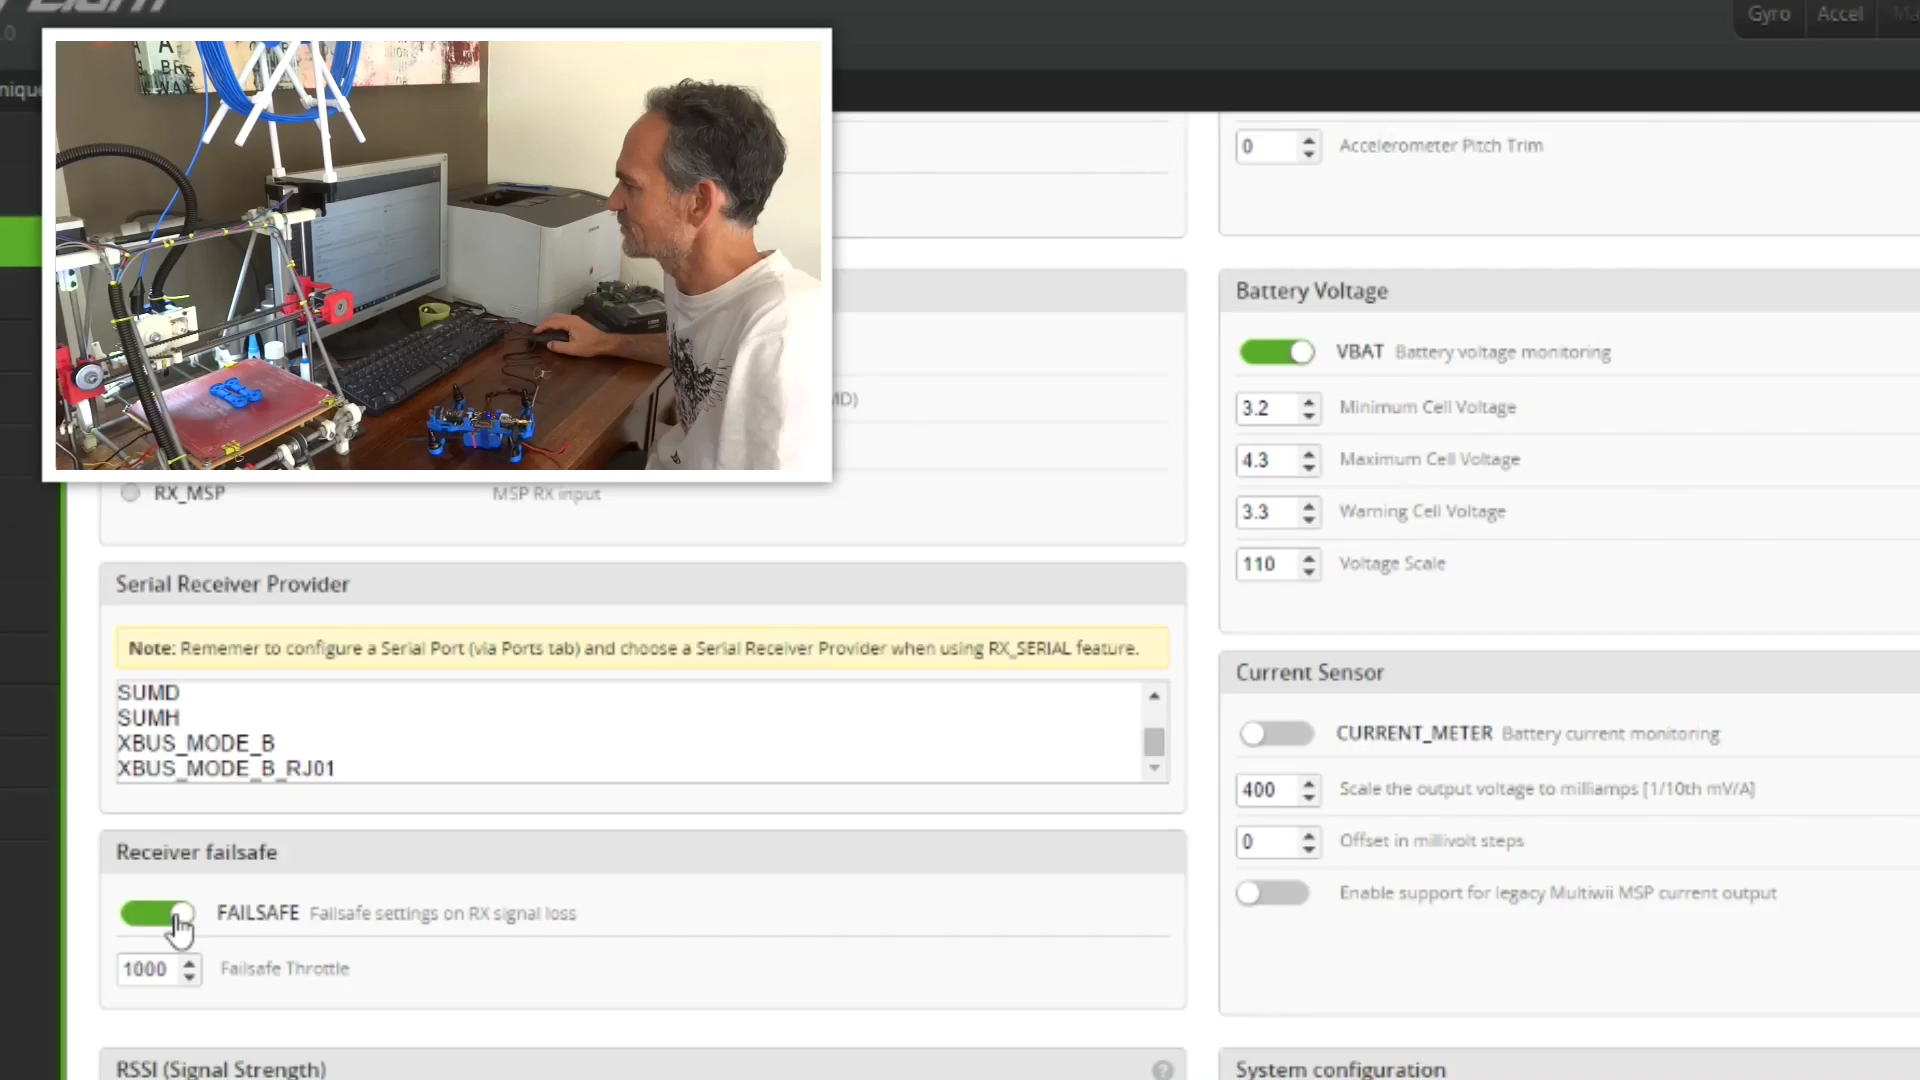 Gyro
Accel
.0
0
Accelerometer Pitch Trim
Battery Voltage
VBAT Battery voltage monitoring
3.2 Minimum Cell Voltage
4.3 Maximum Cell Voltage
3.3 Warning Cell Voltage
110 Voltage Scale
RX_MSP MSP RX input
Serial Receiver Provider
Note: Rememer to configure a Serial Port (via Ports tab) and choose a Serial Receiver Provider when using RX_SERIAL feature.
SUMD
SUMH
XBUS_MODE_B
XBUS_MODE_B_RJ01
Receiver failsafe
FAILSAFE Failsafe settings on RX signal loss
1000 Failsafe Throttle
Current Sensor
CURRENT_METER Battery current monitoring
400 Scale the output voltage to milliamps [1/10th mV/A]
0 Offset in millivolt steps
Enable support for legacy Multiwii MSP current output
RSSI (Signal Strength)
System configuration